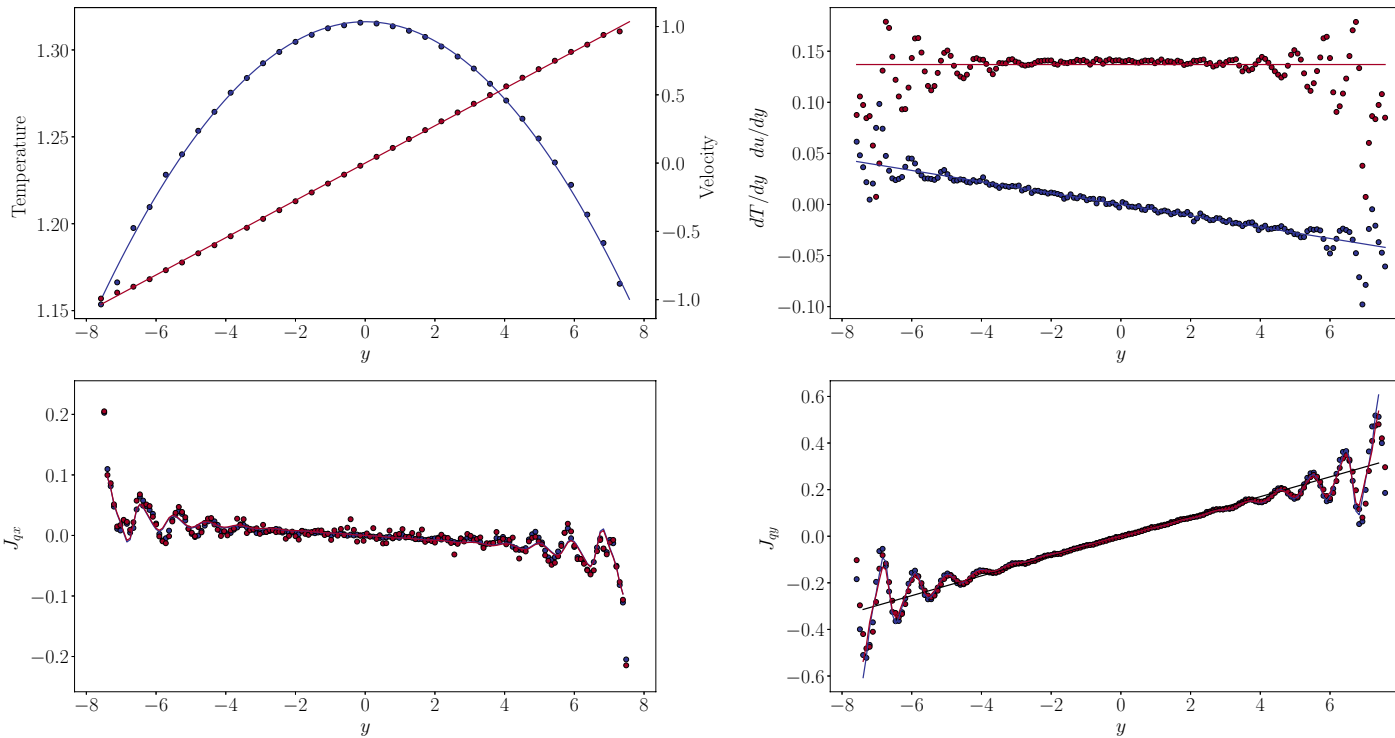 Temperature
1.30
1.25
1.20
1.15
1.0
0.5
0.0
−0.5
−1.0
Velocity
−8 −6 −4 −2 0 2 4 6 8
y
dT/dy du/dy
0.15
0.10
0.05
0.00
−0.05
−0.10
−8 −6 −4 −2 0 2 4 6
y
J_{qx}
0.2
0.1
0.0
−0.1
−0.2
−8 −6 −4 −2 0 2 4 6 8
y
J_{qy}
0.6
0.4
0.2
0.0
−0.2
−0.4
−0.6
−8 −6 −4 −2 0 2 4 6
y